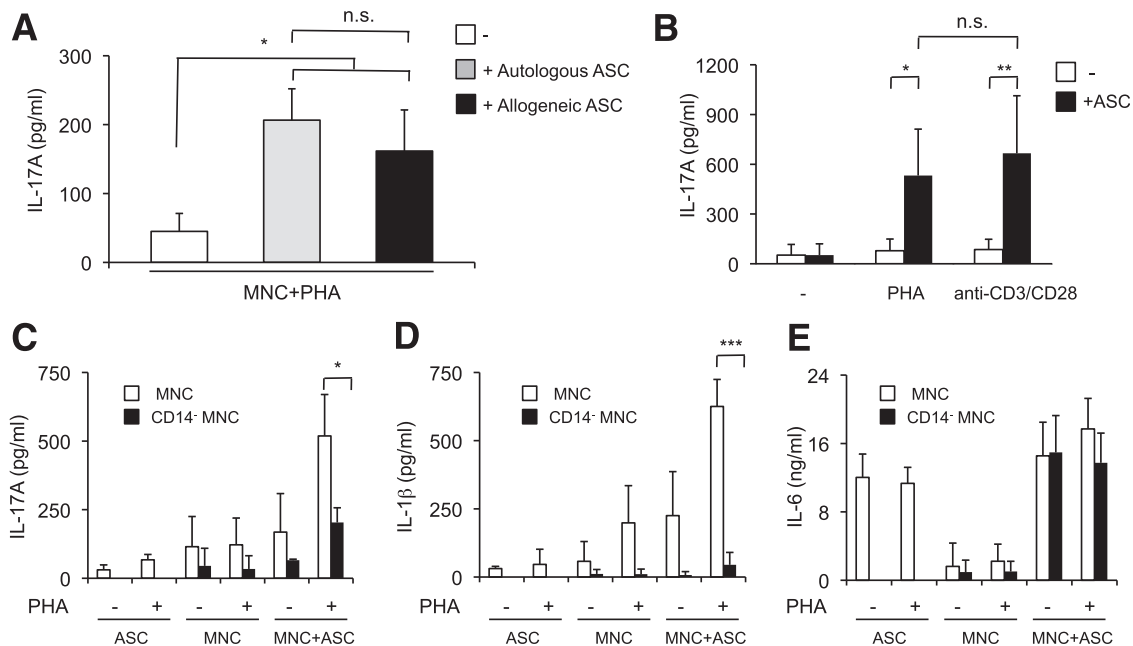 A
n.s.
*
-
+ Autologous ASC
+ Allogeneic ASC
IL-17A (pg/ml)
300
200
100
0
MNC+PHA
B
n.s.
*
**
-
+ASC
IL-17A (pg/ml)
1200
900
600
300
0
- PHA anti-CD3/CD28
C
*
MNC
CD14- MNC
IL-17A (pg/ml)
750
500
250
0
PHA - + - + - +
ASC MNC MNC+ASC
D
***
MNC
CD14- MNC
IL-1β (pg/ml)
750
500
250
0
PHA - + - + - +
ASC MNC MNC+ASC
E
MNC
CD14- MNC
IL-6 (ng/ml)
24
16
8
0
PHA - + - + - +
ASC MNC MNC+ASC